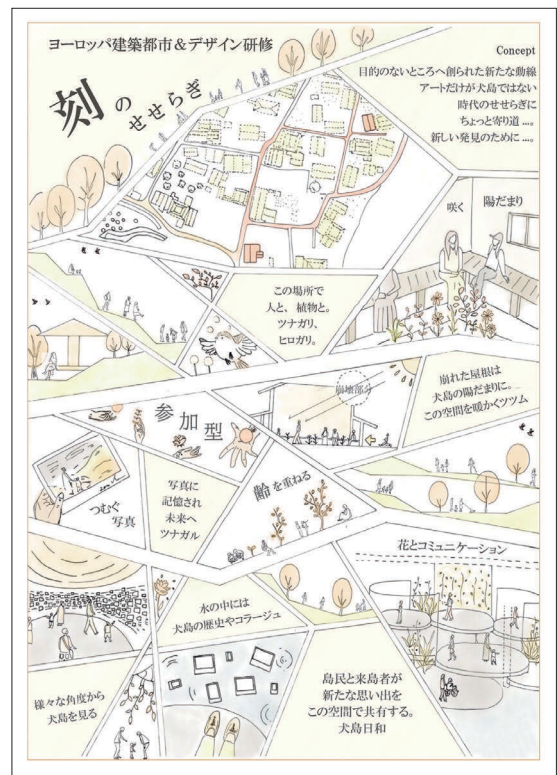 ヨーロッパ建築都市＆デザイン研修
刻のせせらぎ
Concept
目的のないところへ創られた新たな動線
アートだけが犬島ではない
時代のせせらぎに
ちょっと寄り道 ...。
新しい発見のために ...。
咲く
陽だまり
この場所で
人と、植物と。
ツナガリ、
ヒロガリ。
崩壊部分
崩れた屋根は
犬島の陽だまりに。
この空間を暖かくツツム
参加型
つむぐ
写真
写真に
記憶され
未来へ
ツナガル
齢を重ねる
花とコミュニケーション
水の中には
犬島の歴史やコラージュ
様々な角度から
犬島を見る
島民と来島者が
新たな思い出を
この空間で共有する。
犬島日和